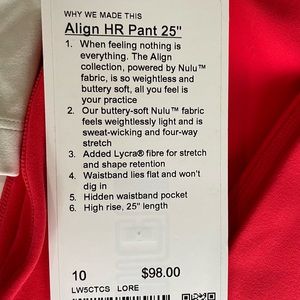 WHY WE MADE THIS
Align HR Pant 25"
1. When feeling nothing is
everything. The Align
collection, powered by Nulu™
fabric, is so weightless and
buttery soft, all you feel is
your practice
2. Our buttery-soft Nulu™ fabric
feels weightlessly light and is
sweat-wicking and four-way
stretch
3. Added Lycra® fibre for stretch
and shape retention
4. Waistband lies flat and won't
dig in
5. Hidden waistband pocket
6. High rise, 25" length
10 $98.00
LW5CTCS LORE